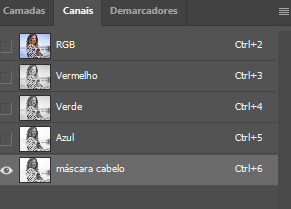 Camadas Canais Demarcadores
RGB Ctrl+2
Vermelho Ctrl+3
Verde Ctrl+4
Azul Ctrl+5
máscara cabelo Ctrl+6